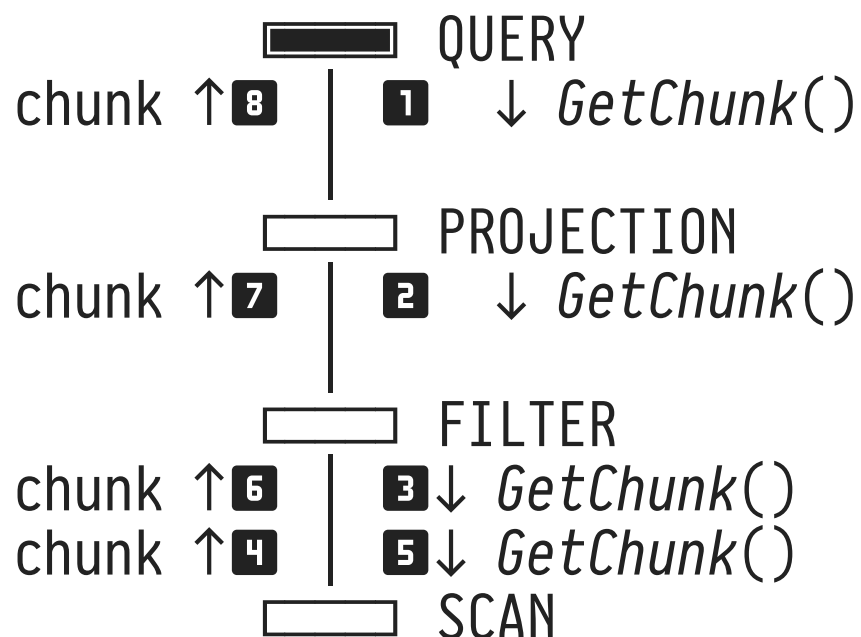 QUERY
chunk ↑ 8 1 ↓ GetChunk()
PROJECTION
chunk ↑ 7 2 ↓ GetChunk()
FILTER
chunk ↑ 6 3 ↓ GetChunk()
chunk ↑ 4 5 ↓ GetChunk()
SCAN